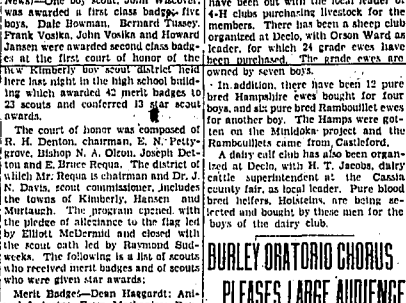 News)—One boy scout, John
was awarded first class badge, five
boys, Dale Bowman, Bernard Tussey,
Frank Vosika, John Vosika and Howard
Jansen were awarded second class badg-
es at the first court of honor of the
new Kimberly boy scout district held
here last night in the high school build-
ing which awarded 42 merit badges to
23 scouts and conferred 13 star scout
awards.
The court of honor was composed of
R. H. Denton, chairman, E. N. Petty-
grove, Bishop N. A. Olson, Joseph Det-
ton and E. Bruce Requa. The district of
which Mr. Requa is chairman and Dr. J.
N. Davis, scout commissioner, includes
the towns of Kimberly, Hansen and
Murtaugh. The program opened with
the pledge of allegiance to the flag led
by Elliott McDermid and closed with
the scout oath led by Raymond Sud-
weeks. The following is a list of scouts
who received merit badges and of scouts
who were given star awards:
Merit Badges—Dean Haggardt; Ani-
have been out with the local leader of
4-H clubs purchasing livestock for the
members. There has been a sheep club
organized at Declo, with Orson Ward as
leader, for which 24 grade ewes have
been purchased. The grade ewes are
owned by seven boys.
In addition, there have been 12 pure
bred Hampshire ewes bought for four
boys, and six pure bred Rambouillet ewes
for another boy. The Hamps were got-
ten on the Minidoka project and the
Rambouillets came from Castleford.
A dairy calf club has also been organ-
ized at Declo, with H. T. Jacobs, dairy
cattle superintendent at the Cassia
county fair, as local leader. Pure blood
bred heifers, Holsteins, are being se-
lected and bought by these men for the
boys of the dairy club.
BURLEY ORATORIO CHORUS
PLEASES LARGE AUDIENCE